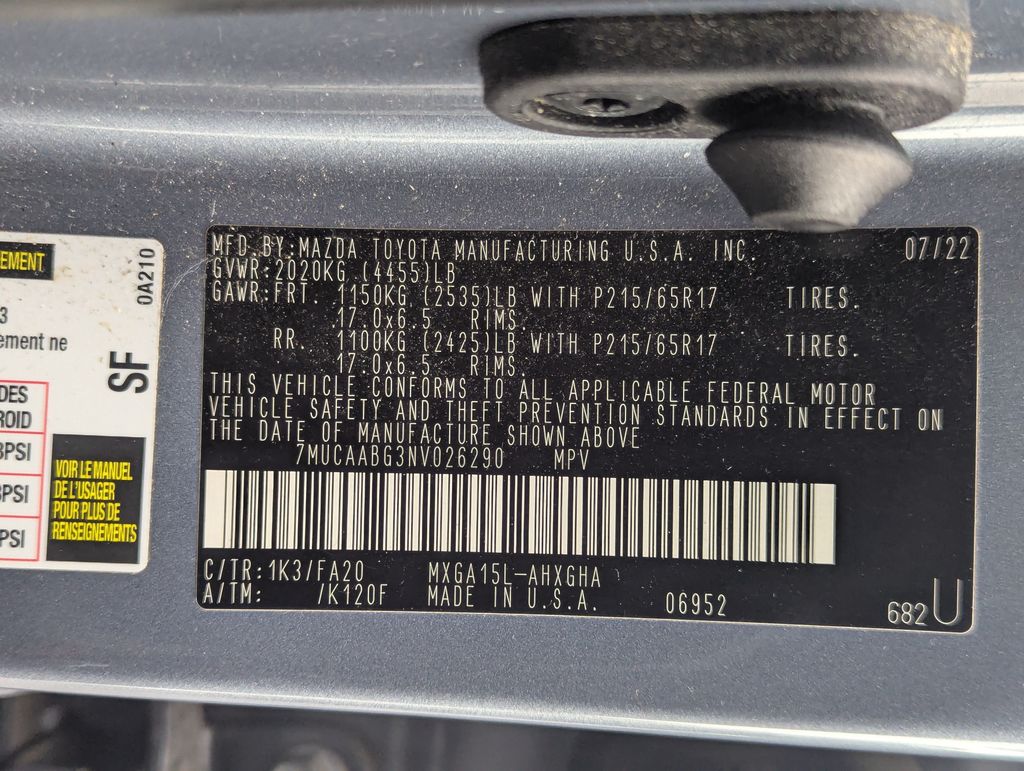 EMENT
0A210
3
ement ne
SF
DES
ROID
PSI
PSI
PSI
VOIR LE MANUEL
DE L'USAGER
POUR PLUS DE
RENSEIGNEMENTS
MFD.BY:MAZDA TOYOTA MANUFACTURING U.S.A. INC. 07/22
GVWR:2020KG (4455)LB
GAWR:FRT. 1150KG (2535)LB WITH P215/65R17 TIRES.
17.0x6.5 RIMS.
RR. 1100KG (2425)LB WITH P215/65R17 TIRES.
17.0x6.5 RIMS.
THIS VEHICLE CONFORMS TO ALL APPLICABLE FEDERAL MOTOR
VEHICLE SAFETY AND THEFT PREVENTION STANDARDS IN EFFECT ON
THE DATE OF MANUFACTURE SHOWN ABOVE
7MUCAABG3NV026290 MPV
C/TR:1K3/FA20 MXGA15L-AHXGHA
A/TM: /K120F MADE IN U.S.A. 06952
682 U